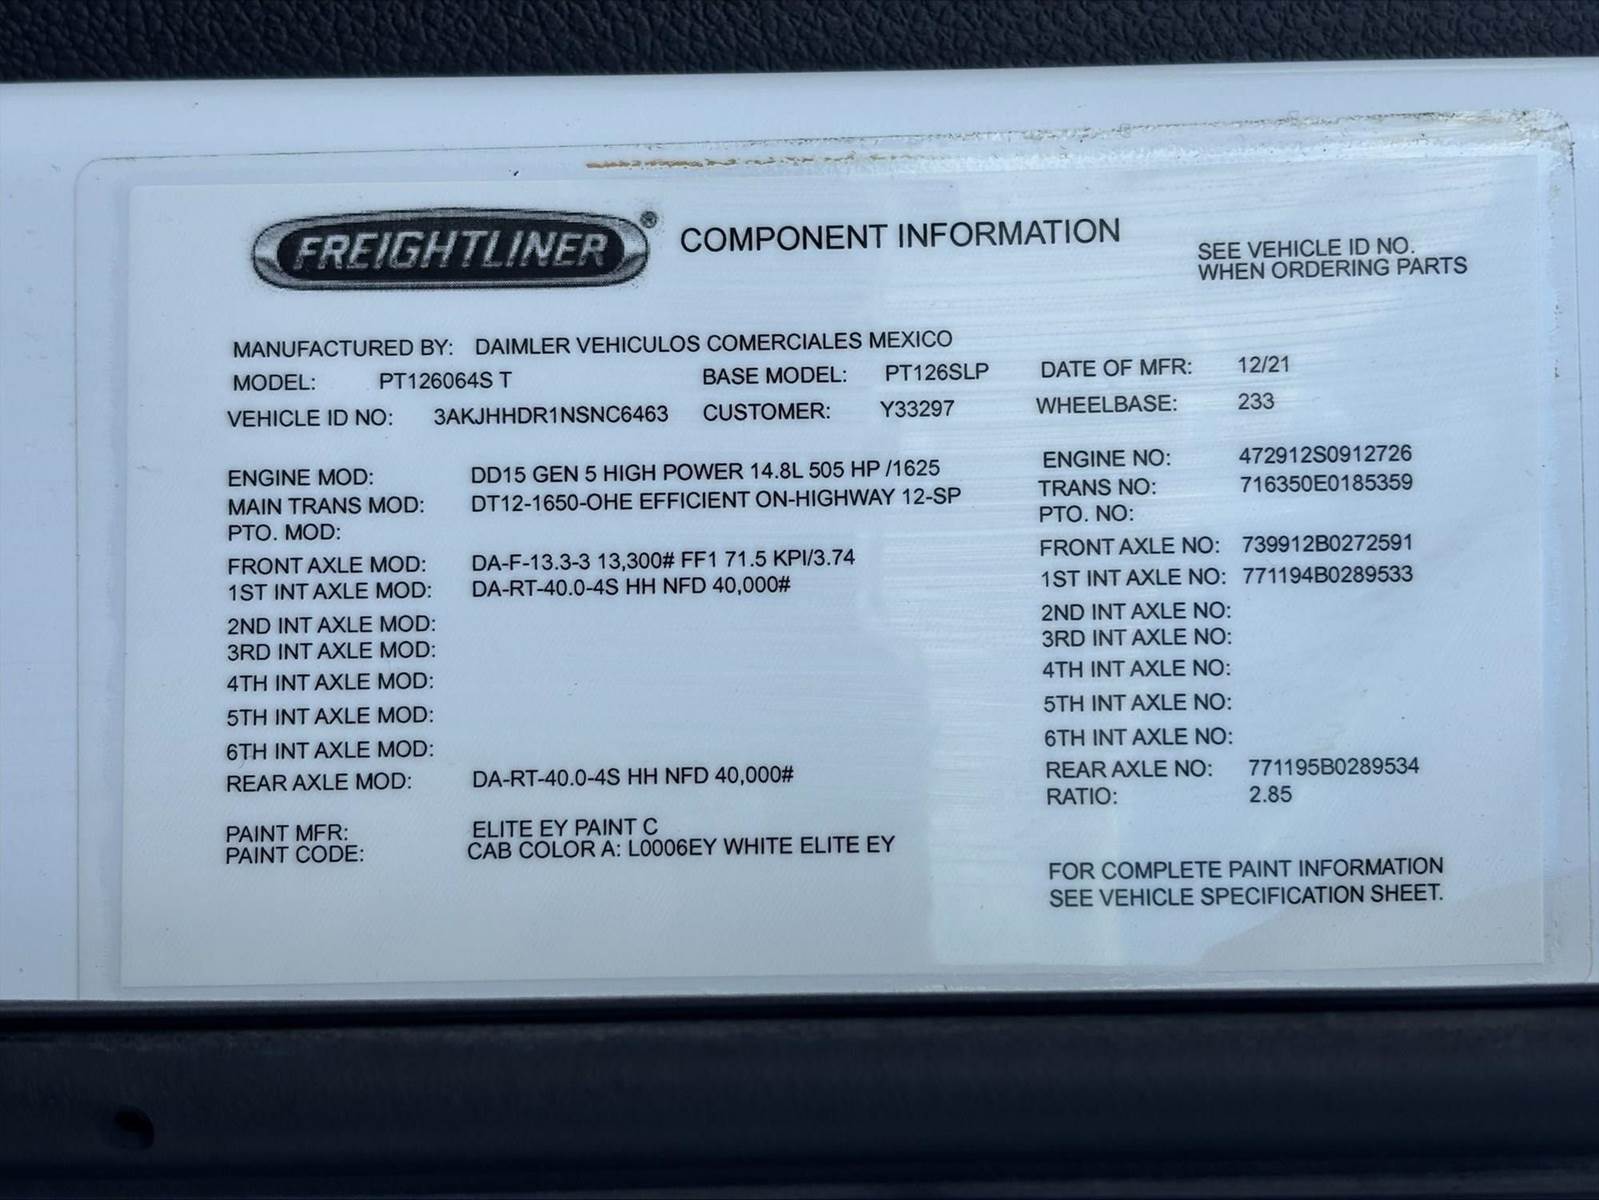 FREIGHTLINER® COMPONENT INFORMATION
SEE VEHICLE ID NO.
WHEN ORDERING PARTS
MANUFACTURED BY: DAIMLER VEHICULOS COMERCIALES MEXICO
MODEL: PT126064S T BASE MODEL: PT126SLP DATE OF MFR: 12/21
VEHICLE ID NO: 3AKJHHDR1NSNC6463 CUSTOMER: Y33297 WHEELBASE: 233
ENGINE MOD: DD15 GEN 5 HIGH POWER 14.8L 505 HP /1625 ENGINE NO: 472912S0912726
MAIN TRANS MOD: DT12-1650-OHE EFFICIENT ON-HIGHWAY 12-SP TRANS NO: 716350E0185359
PTO. MOD: PTO. NO:
FRONT AXLE MOD: DA-F-13.3-3 13,300# FF1 71.5 KPI/3.74 FRONT AXLE NO: 739912B0272591
1ST INT AXLE MOD: DA-RT-40.0-4S HH NFD 40,000# 1ST INT AXLE NO: 771194B0289533
2ND INT AXLE MOD: 2ND INT AXLE NO:
3RD INT AXLE MOD: 3RD INT AXLE NO:
4TH INT AXLE MOD: 4TH INT AXLE NO:
5TH INT AXLE MOD: 5TH INT AXLE NO:
6TH INT AXLE MOD: 6TH INT AXLE NO:
REAR AXLE MOD: DA-RT-40.0-4S HH NFD 40,000# REAR AXLE NO: 771195B0289534
RATIO: 2.85
PAINT MFR: ELITE EY PAINT C
PAINT CODE: CAB COLOR A: L0006EY WHITE ELITE EY
FOR COMPLETE PAINT INFORMATION
SEE VEHICLE SPECIFICATION SHEET.